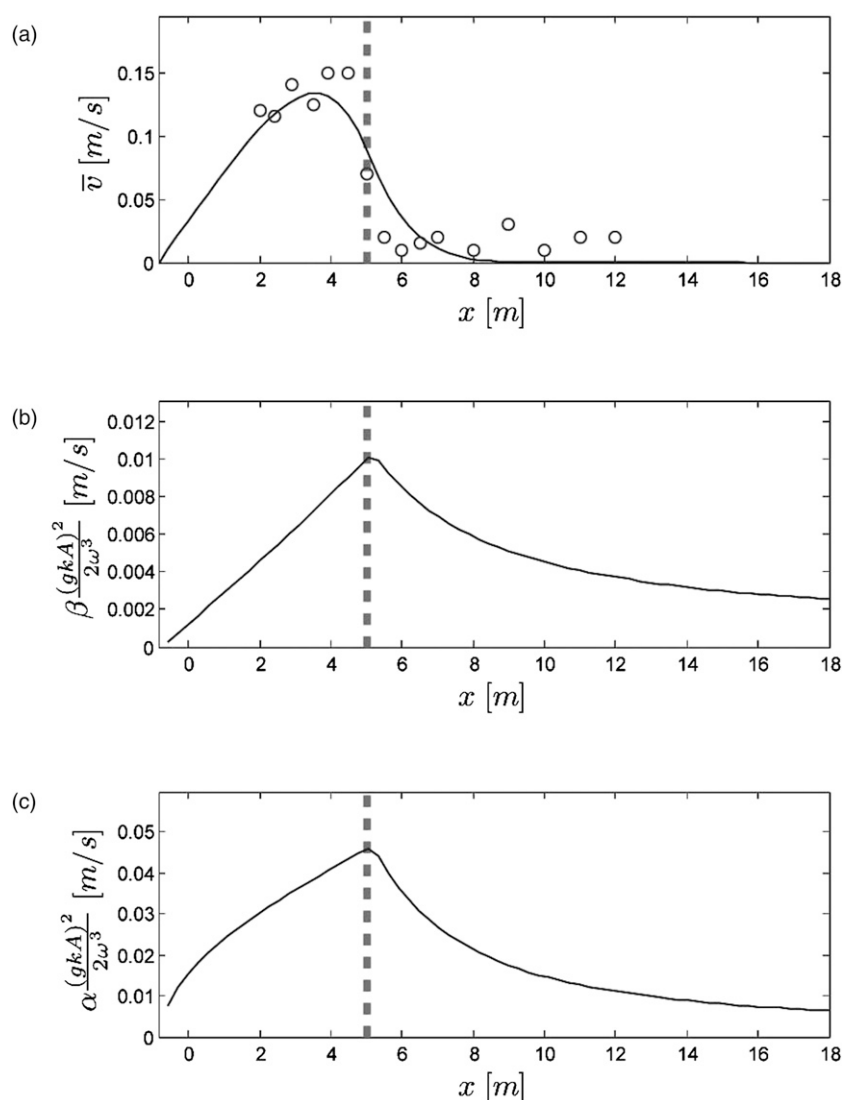 (a)
0.15
0.1
0.05
0
v̄ [m/s]
0 2 4 6 8 10 12 14 16 18
x [m]
(b)
0.012
0.01
0.008
0.006
0.004
0.002
0
β (gkA)² / 2ω³ [m/s]
0 2 4 6 8 10 12 14 16 18
x [m]
(c)
0.05
0.04
0.03
0.02
0.01
0
α (gkA)² / 2ω³ [m/s]
0 2 4 6 8 10 12 14 16 18
x [m]